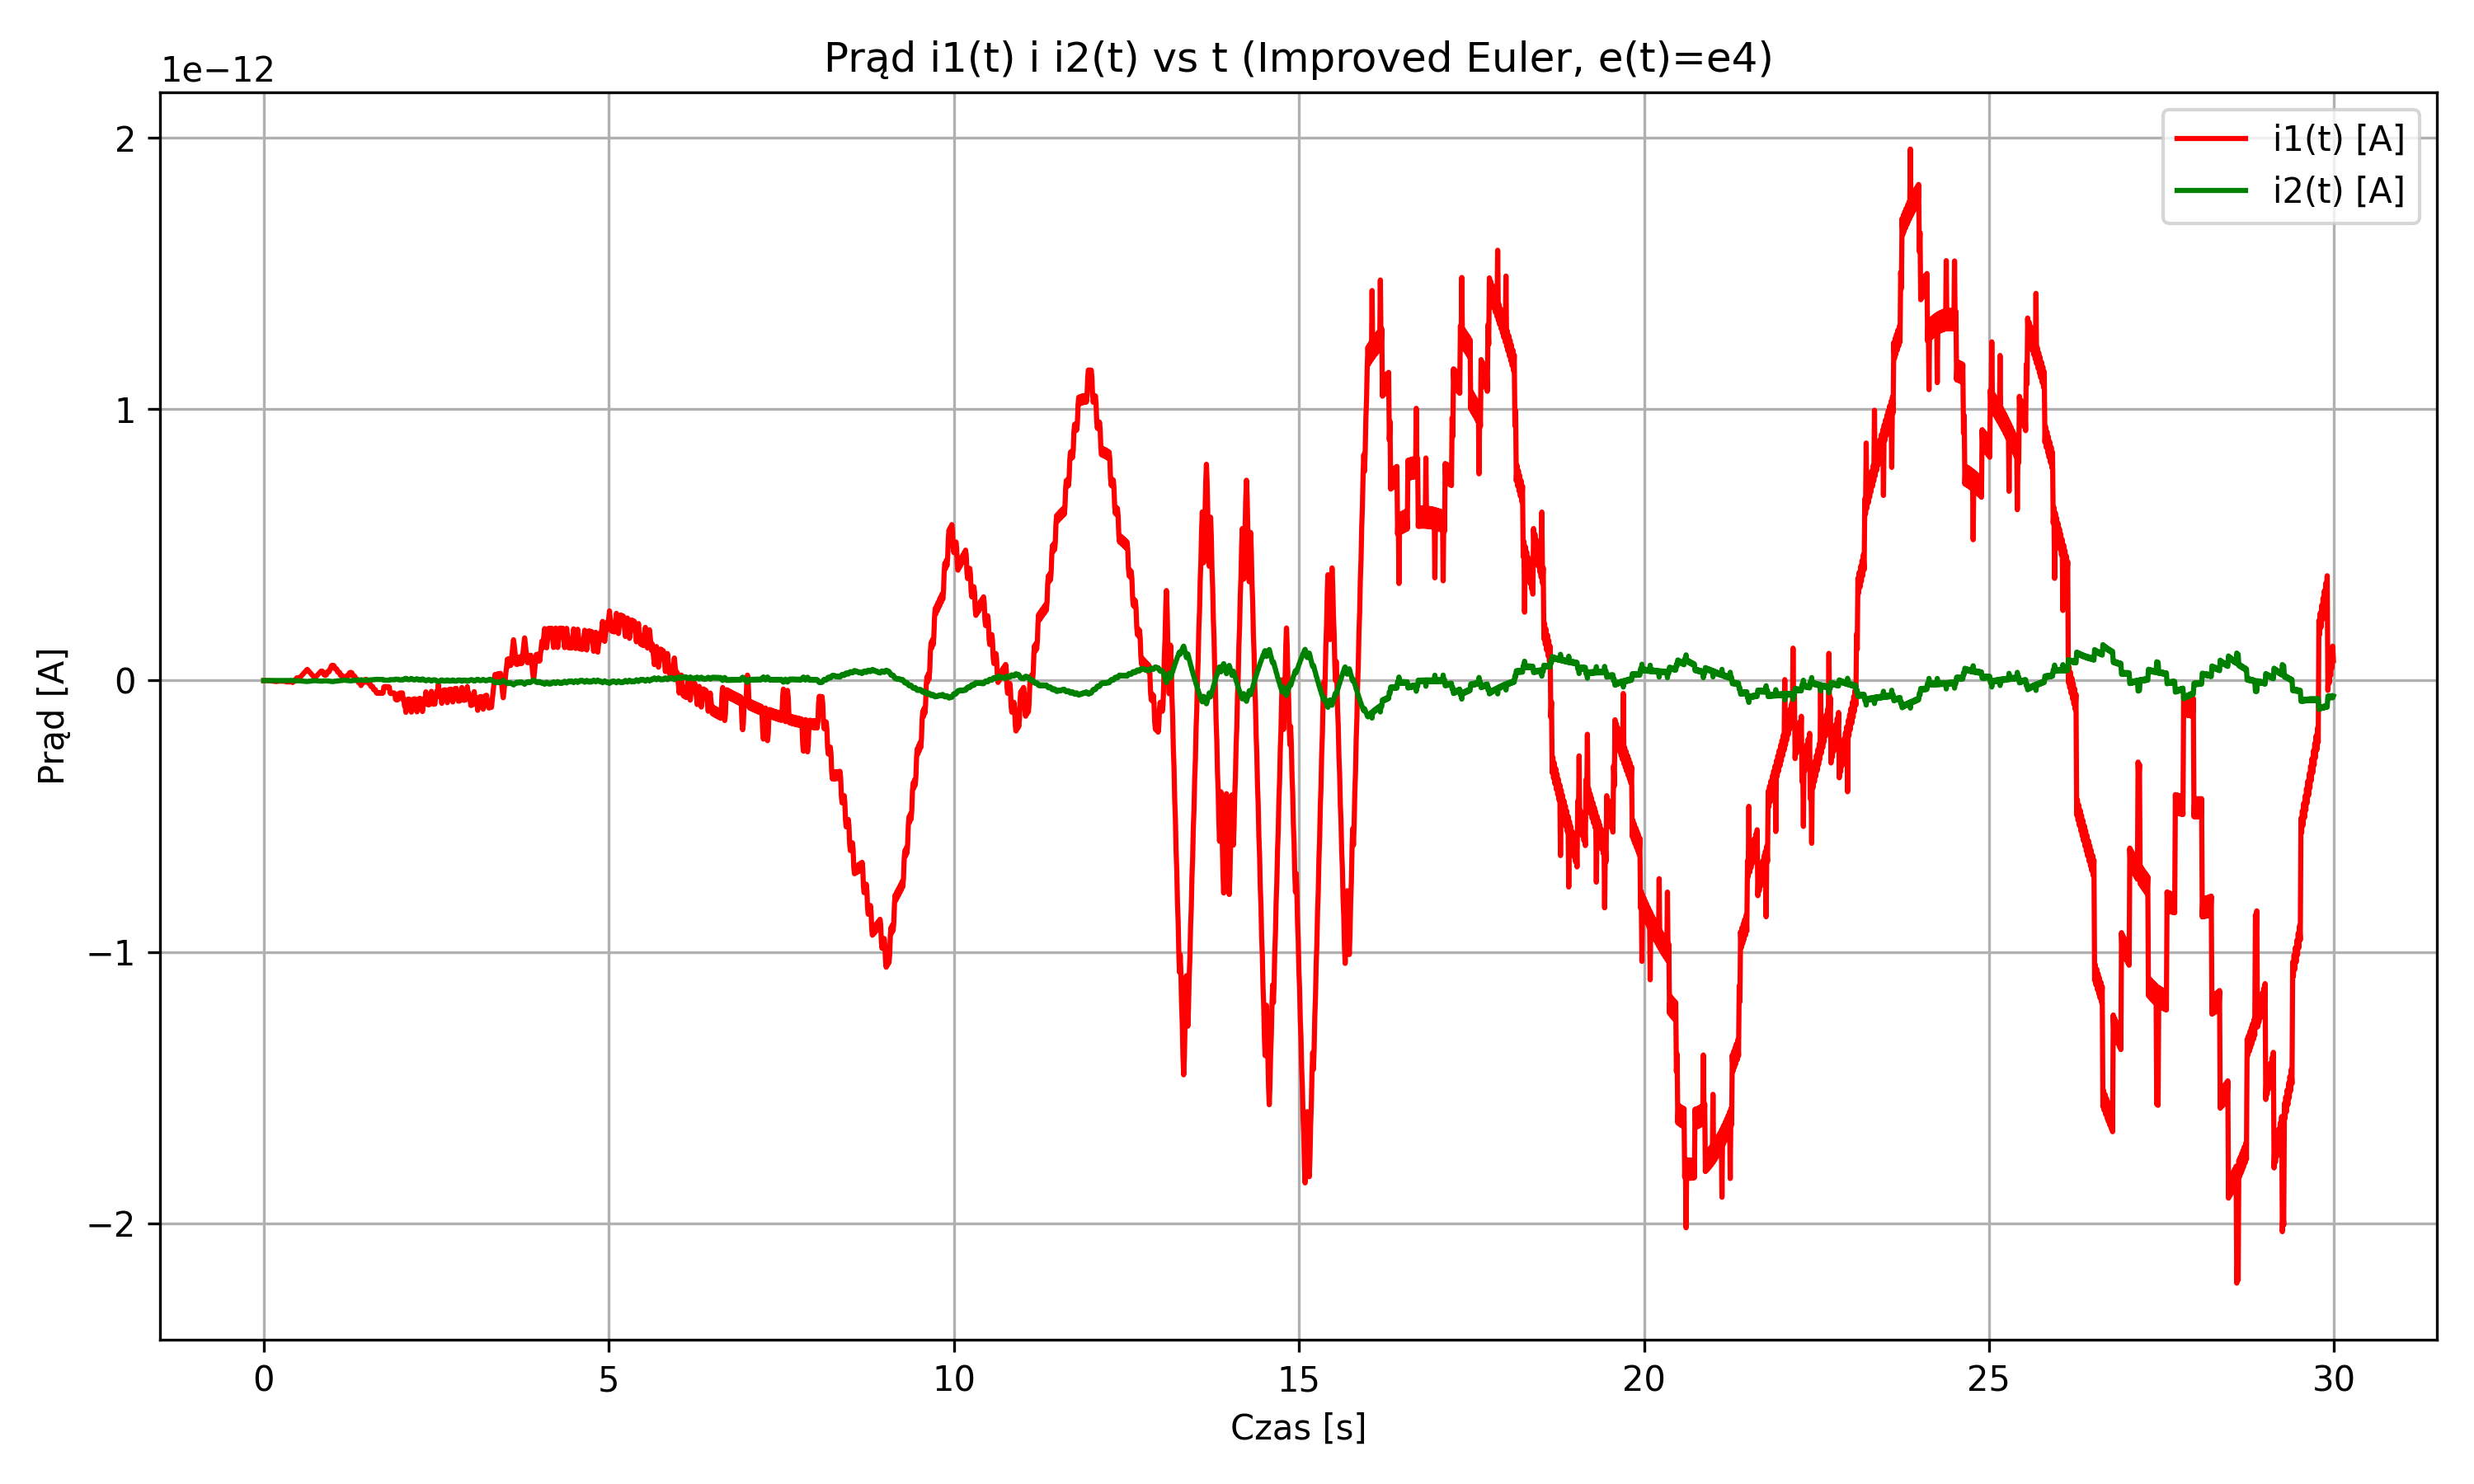 Prąd i1(t) i i2(t) vs t (Improved Euler, e(t)=e4)
1e−12
i1(t) [A]
i2(t) [A]
2
1
0
−1
−2
Prąd [A]
0 5 10 15 20 25 30
Czas [s]